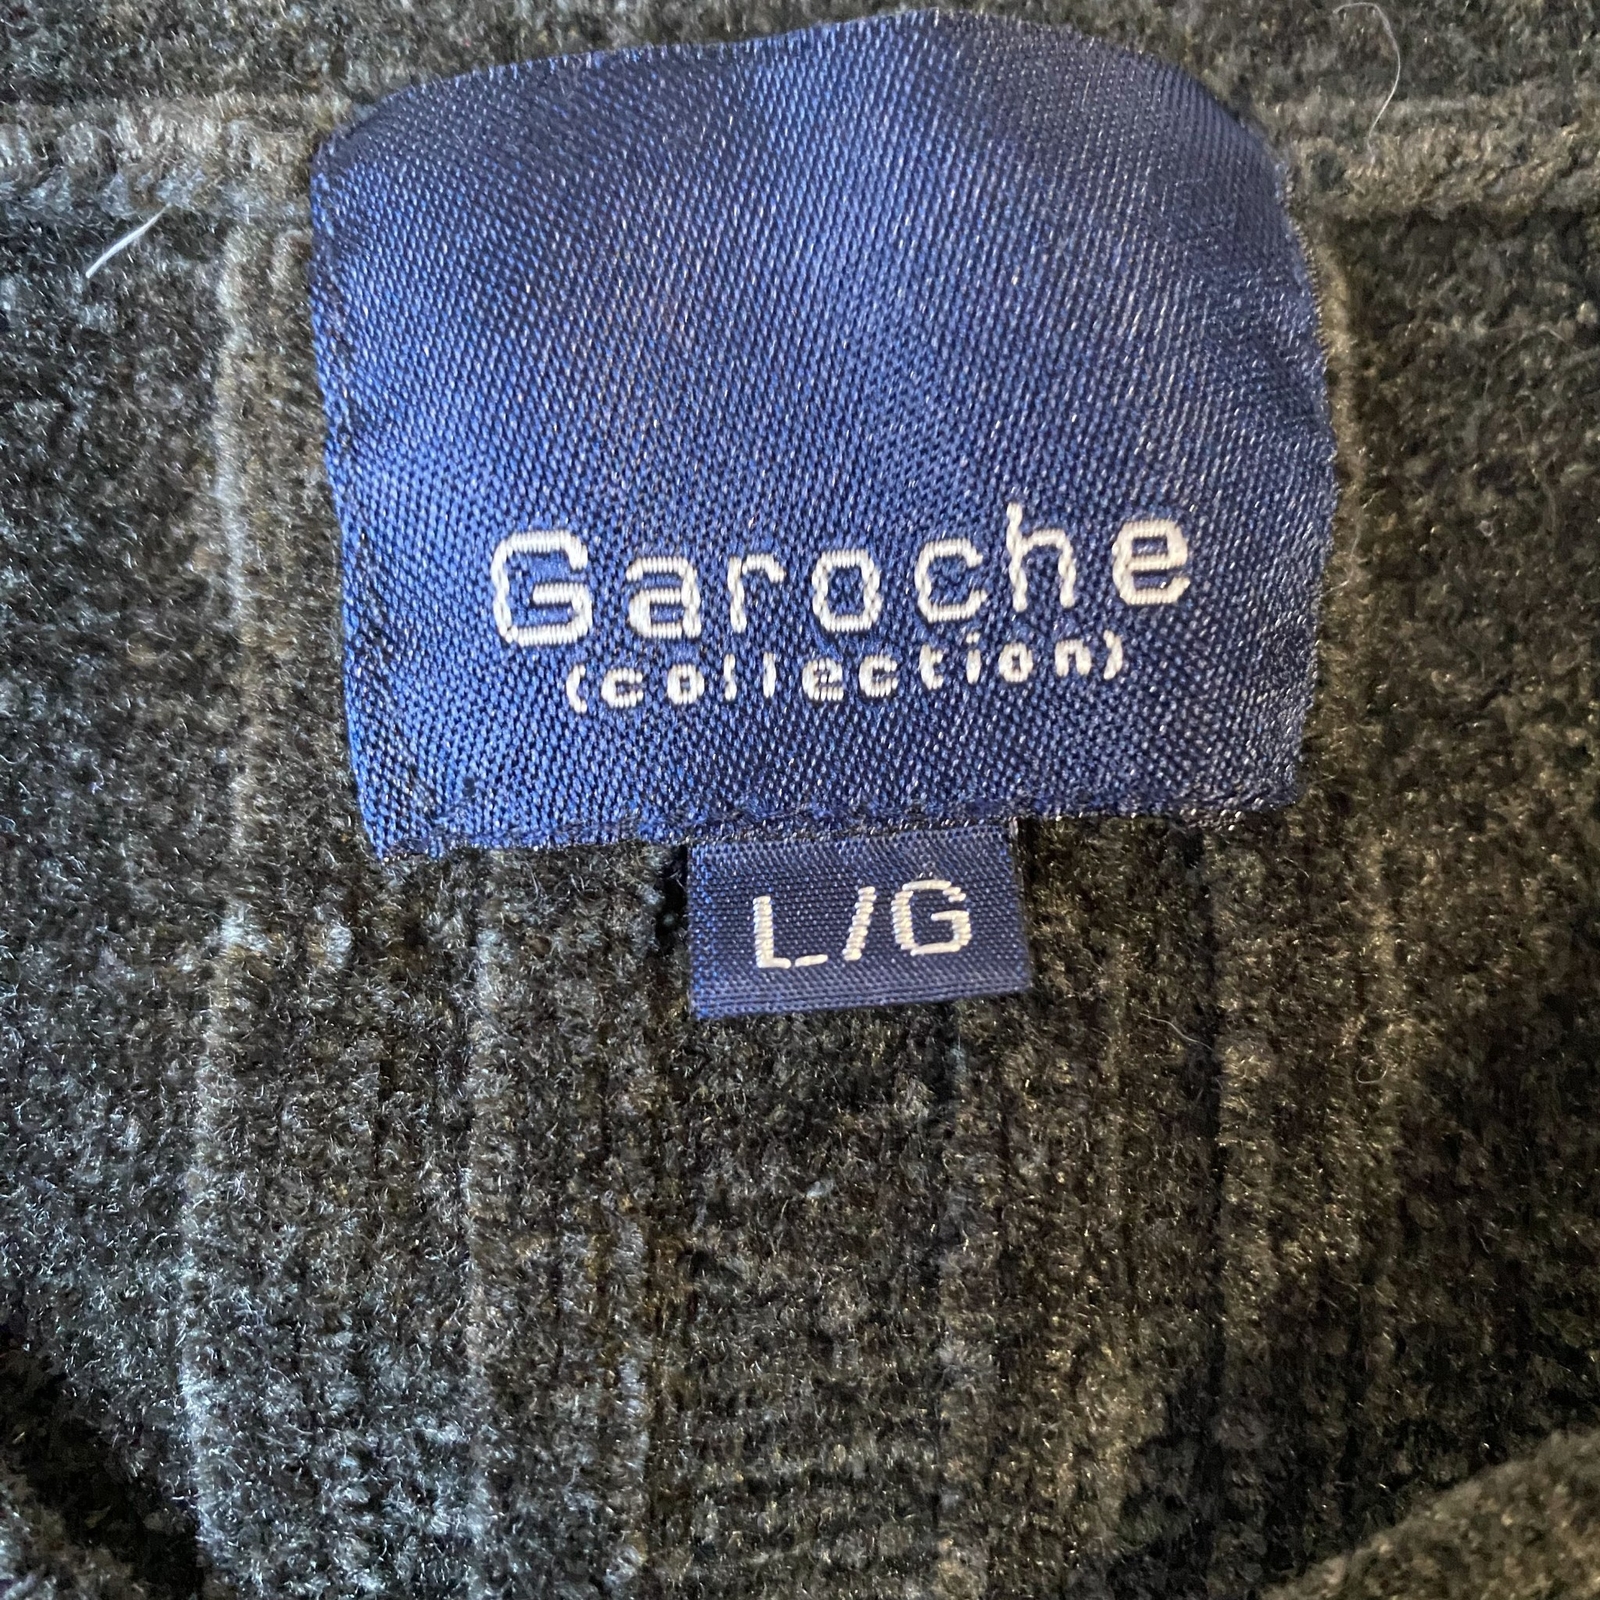 Garoche
(collection)
L/G